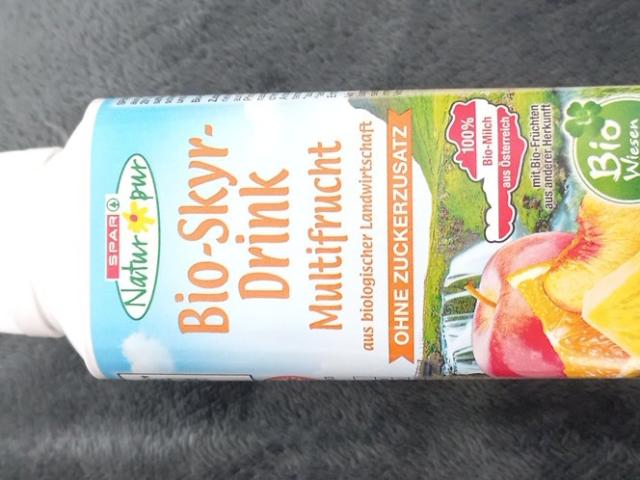 SPAR
Natur pur
Bio-Skyr-
Drink
Multifrucht
aus biologischer Landwirtschaft
OHNE ZUCKERZUSATZ
100%
Bio-Milch
aus Österreich
mit Bio-Früchten
aus anderer Herkunft
Bio
Wiesen